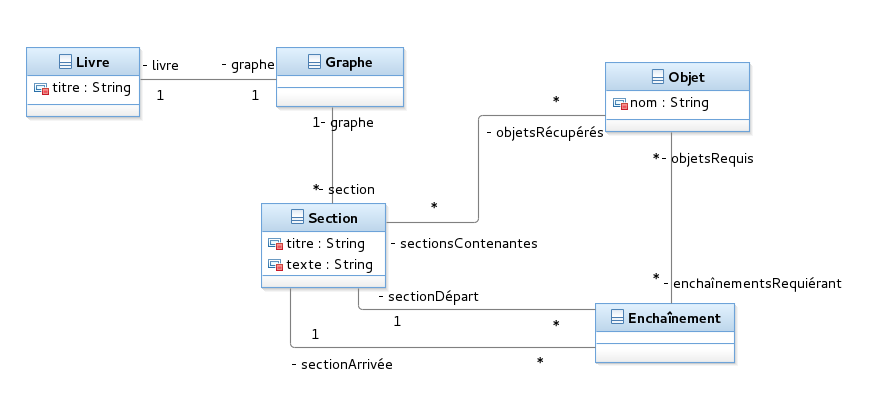 Livre
titre : String
- livre
1
- graphe
1
Graphe
1- graphe
*- section
Section
titre : String
texte : String
*
- sectionsContenantes
*
- objetsRécupérés
Objet
nom : String
*- objetsRequis
* - enchaînementsRequiérant
- sectionDépart
1
*
Enchaînement
1
- sectionArrivée
*